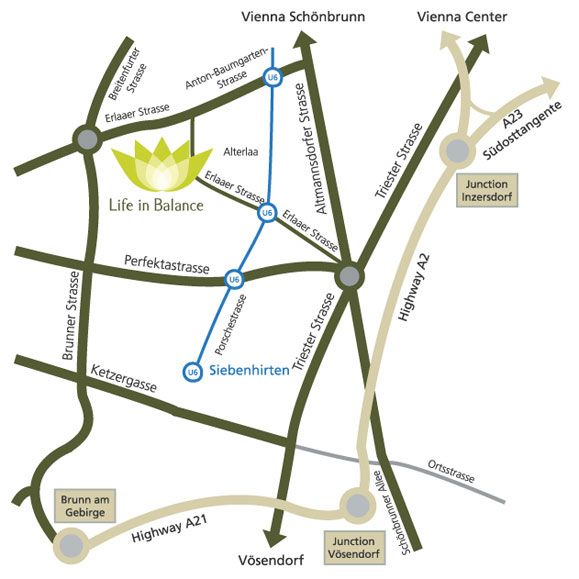 Vienna Schönbrunn
Vienna Center
Breitenfurter
Strasse
Anton-Baumgarten-
Strasse
U6
Erlaaer Strasse
Alterlaa
Altmannsdorfer Strasse
Triester Strasse
A23
Südosttangente
Junction
Inzersdorf
Life in Balance
Erlaaer Strasse
U6
Erlaaer Strasse
Perfektastrasse
U6
Brunner Strasse
Porschestrasse
Triester Strasse
Highway A2
Ketzergasse
U6
Siebenhirten
Ortsstrasse
Schönbrunner Allee
Brunn am
Gebirge
Highway A21
Junction
Vösendorf
Vösendorf